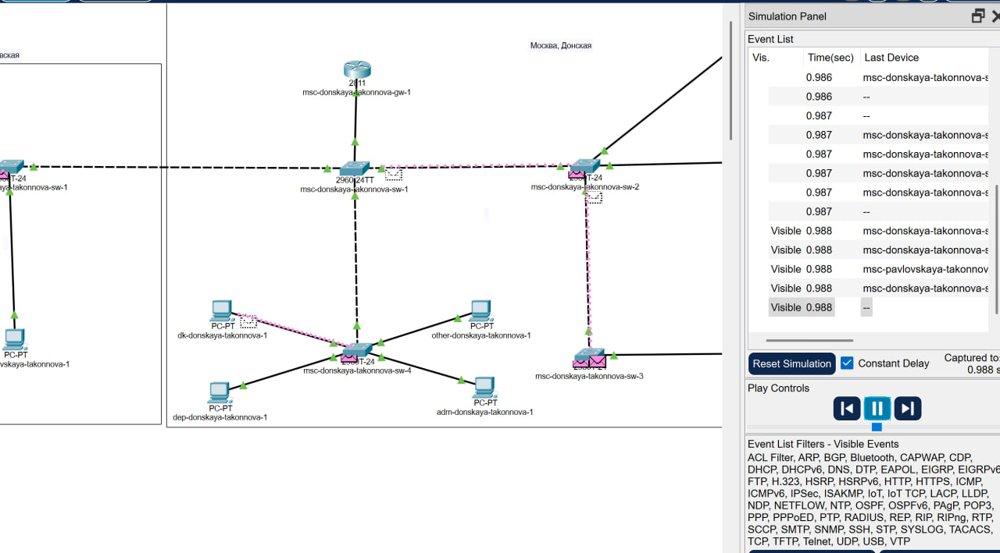 Simulation Panel
Event List
Vis. Time(sec) Last Device
0.986 msc-donskaya-takonnova-s
0.986 --
0.987 --
0.987 msc-donskaya-takonnova-s
0.987 msc-donskaya-takonnova-s
0.987 msc-donskaya-takonnova-s
0.987 msc-donskaya-takonnova-s
0.987 --
Visible 0.988 msc-donskaya-takonnova-s
Visible 0.988 msc-donskaya-takonnova-s
Visible 0.988 msc-pavlovskaya-takonnov
Visible 0.988 msc-donskaya-takonnova-s
Visible 0.988 --
Reset Simulation Constant Delay Captured to:
0.988 s
Play Controls
Event List Filters - Visible Events
ACL Filter, ARP, BGP, Bluetooth, CAPWAP, CDP,
DHCP, DHCPv6, DNS, DTP, EAPOL, EIGRP, EIGRPv6
FTP, H.323, HSRP, HSRPv6, HTTP, HTTPS, ICMP,
ICMPv6, IPSec, ISAKMP, IoT, IoT TCP, LACP, LLDP,
NDP, NETFLOW, NTP, OSPF, OSPFv6, PAgP, POP3,
PPP, PPPoED, PTP, RADIUS, REP, RIP, RIPng, RTP,
SCCP, SMTP, SNMP, SSH, STP, SYSLOG, TACACS,
TCP, TFTP, Telnet, UDP, USB, VTP
вская
Москва, Донская
2811
msc-donskaya-takonnova-gw-1
T-24
aya-takonnova-sw-1
2960-24TT
msc-donskaya-takonnova-sw-1
T-24
msc-donskaya-takonnova-sw-2
PC-PT
dk-donskaya-takonnova-1
PC-PT
other-donskaya-takonnova-1
PC-PT
vskaya-takonnova-1
T-24
msc-donskaya-takonnova-sw-4
msc-donskaya-takonnova-sw-3
PC-PT
dep-donskaya-takonnova-1
PC-PT
adm-donskaya-takonnova-1